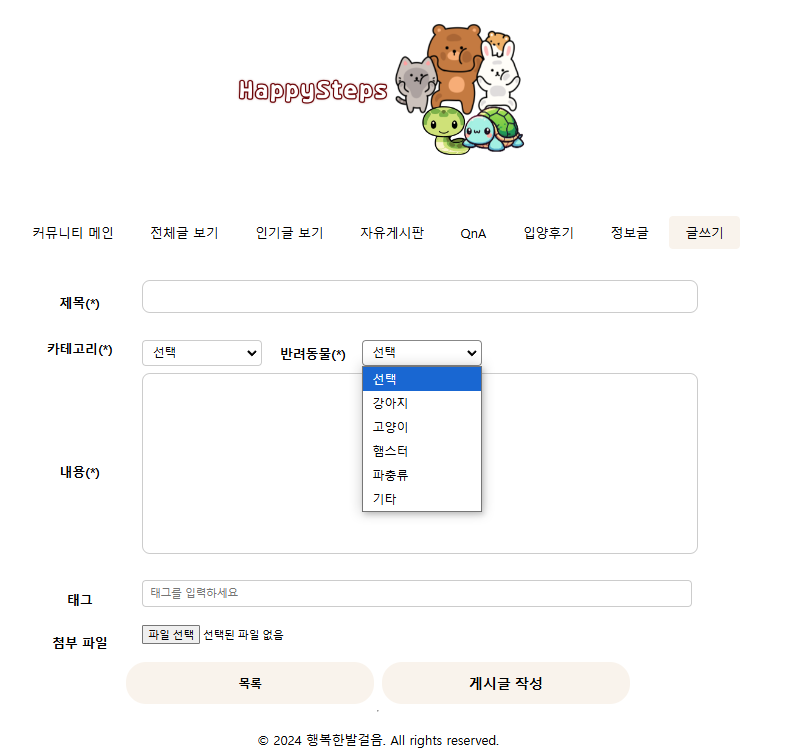 HappySteps
커뮤니티 메인 전체글 보기 인기글 보기 자유게시판 QnA 입양후기 정보글 글쓰기
제목(*)
카테고리(*) 선택 반려동물(*) 선택
선택
강아지
고양이
햄스터
파충류
기타
내용(*)
태그 태그를 입력하세요
첨부 파일 파일 선택 선택된 파일 없음
목록 게시글 작성
© 2024 행복한발걸음. All rights reserved.